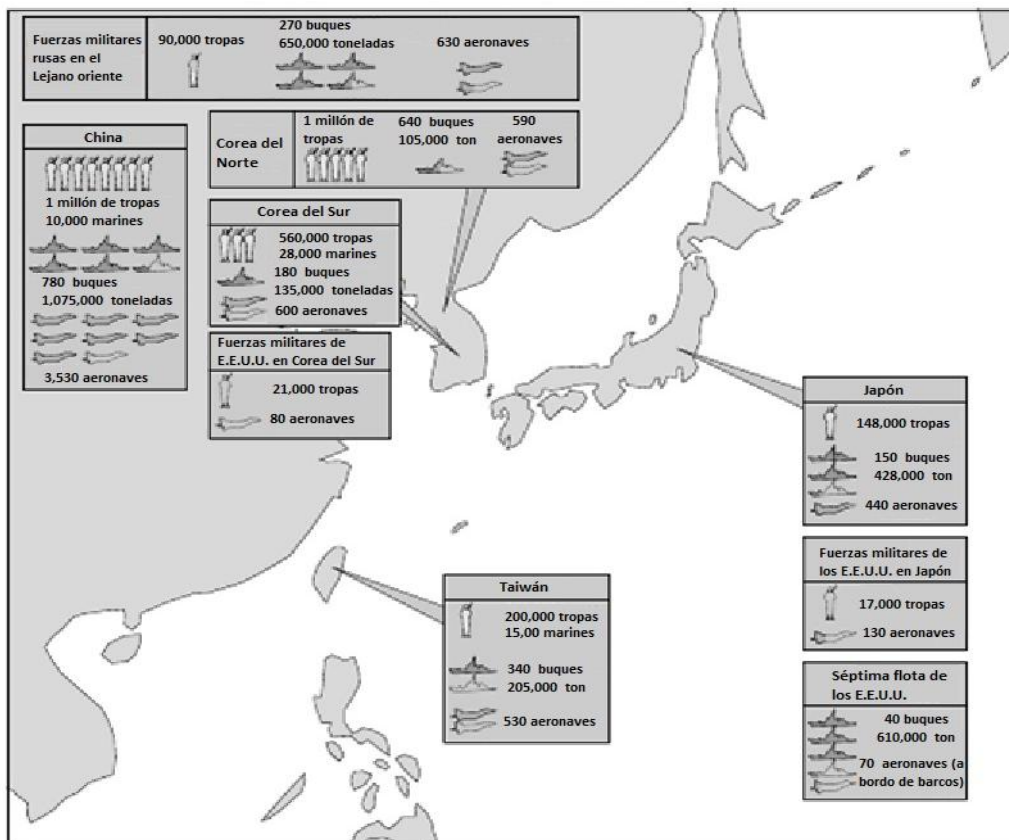 Fuerzas militares
rusas en el
Lejano oriente
90,000 tropas
270 buques
650,000 toneladas
630 aeronaves
China
1 millón de tropas
10,000 marines
780 buques
1,075,000 toneladas
3,530 aeronaves
Corea del
Norte
1 millón de
tropas
640 buques
105,000 ton
590
aeronaves
Corea del Sur
560,000 tropas
28,000 marines
180 buques
135,000 toneladas
600 aeronaves
Fuerzas militares de
E.E.U.U. en Corea del Sur
21,000 tropas
80 aeronaves
Japón
148,000 tropas
150 buques
428,000 ton
440 aeronaves
Fuerzas militares de
los E.E.U.U. en Japón
17,000 tropas
130 aeronaves
Taiwán
200,000 tropas
15,00 marines
340 buques
205,000 ton
530 aeronaves
Séptima flota de
los E.E.U.U.
40 buques
610,000 ton
70 aeronaves (a
bordo de barcos)